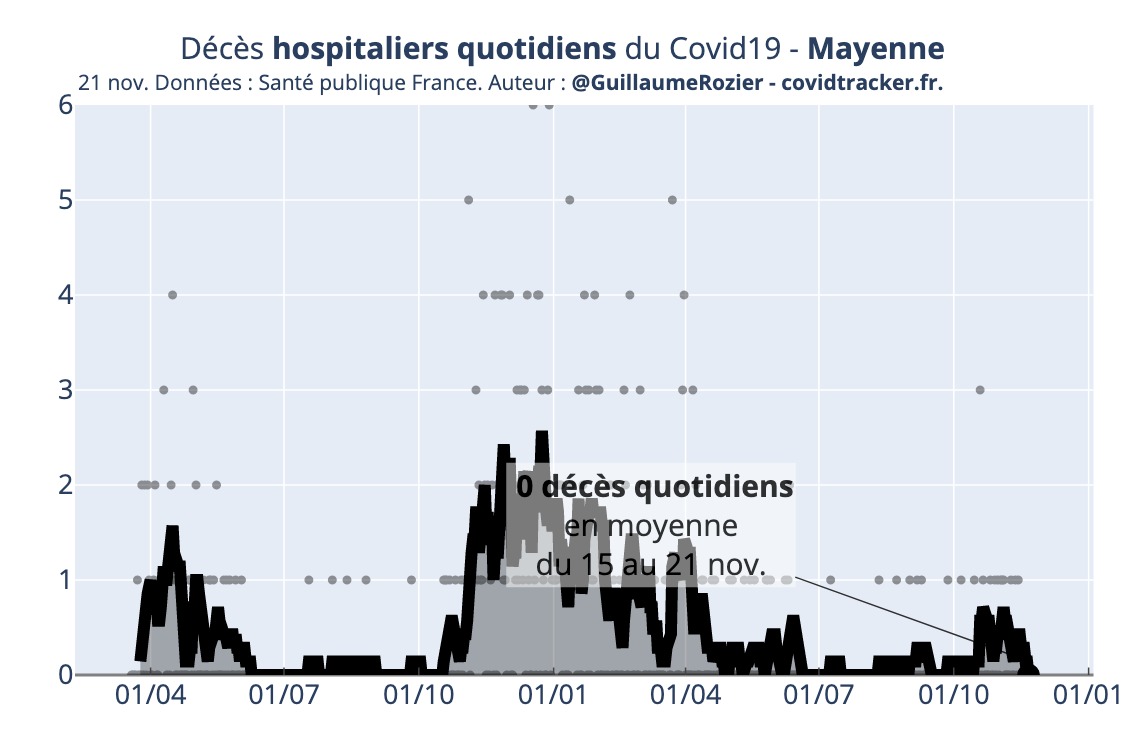 Décès hospitaliers quotidiens du Covid19 - Mayenne
21 nov. Données : Santé publique France. Auteur : @GuillaumeRozier - covidtracker.fr.
6
5
4
3
2
1
0
0 décès quotidiens
en moyenne
du 15 au 21 nov.
01/04 01/07 01/10 01/01 01/04 01/07 01/10 01/01